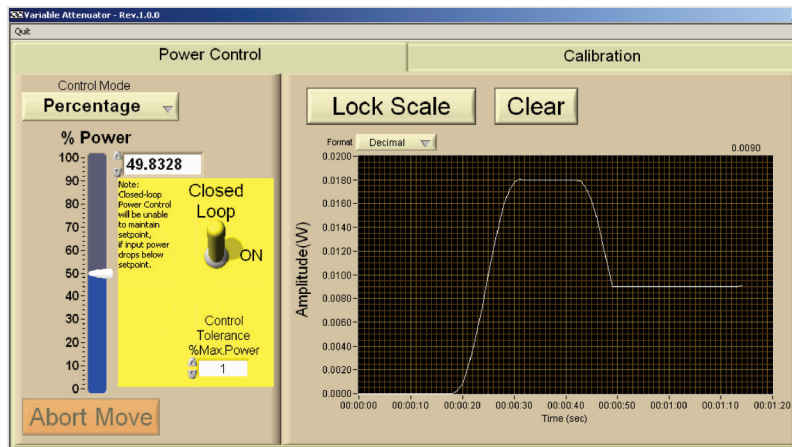 Variable Attenuator - Rev.1.0.0
Quit
Power Control
Calibration
Control Mode
Percentage
% Power
49.8328
100
90
80
70
60
50
40
30
20
10
0
Note:
Closed-loop
Power Control
will be unable
to maintain
setpoint,
if input power
drops below
setpoint.
Closed
Loop
ON
Control
Tolerance
%Max.Power
1
Abort Move
Lock Scale
Clear
Format
Decimal
0.0090
Amplitude(W)
0.0200
0.0180
0.0160
0.0140
0.0120
0.0100
0.0080
0.0060
0.0040
0.0020
0.0000
00:00:00 00:00:10 00:00:20 00:00:30 00:00:40 00:00:50 00:01:00 00:01:10 00:01:20
Time (sec)